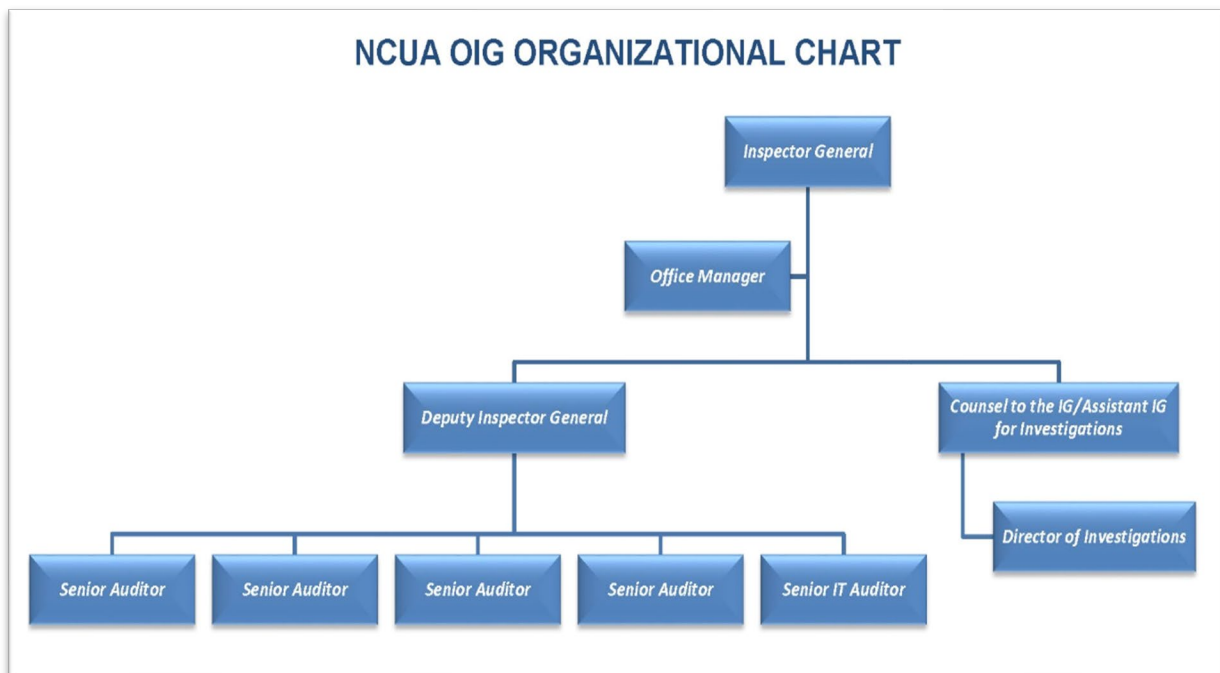 NCUA OIG ORGANIZATIONAL CHART
Inspector General
Office Manager
Deputy Inspector General
Counsel to the IG/Assistant IG
for Investigations
Director of Investigations
Senior Auditor
Senior Auditor
Senior Auditor
Senior Auditor
Senior IT Auditor